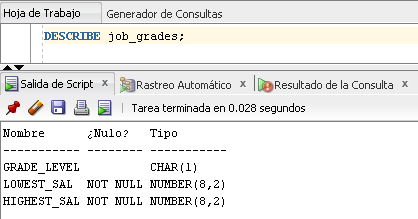 Hoja de Trabajo Generador de Consultas
DESCRIBE job_grades;
Salida de Script Rastreo Automático Resultado de la Consulta
Tarea terminada en 0.028 segundos
Nombre ¿Nulo? Tipo
----------- -------- -----------
GRADE_LEVEL CHAR(1)
LOWEST_SAL NOT NULL NUMBER(8,2)
HIGHEST_SAL NOT NULL NUMBER(8,2)